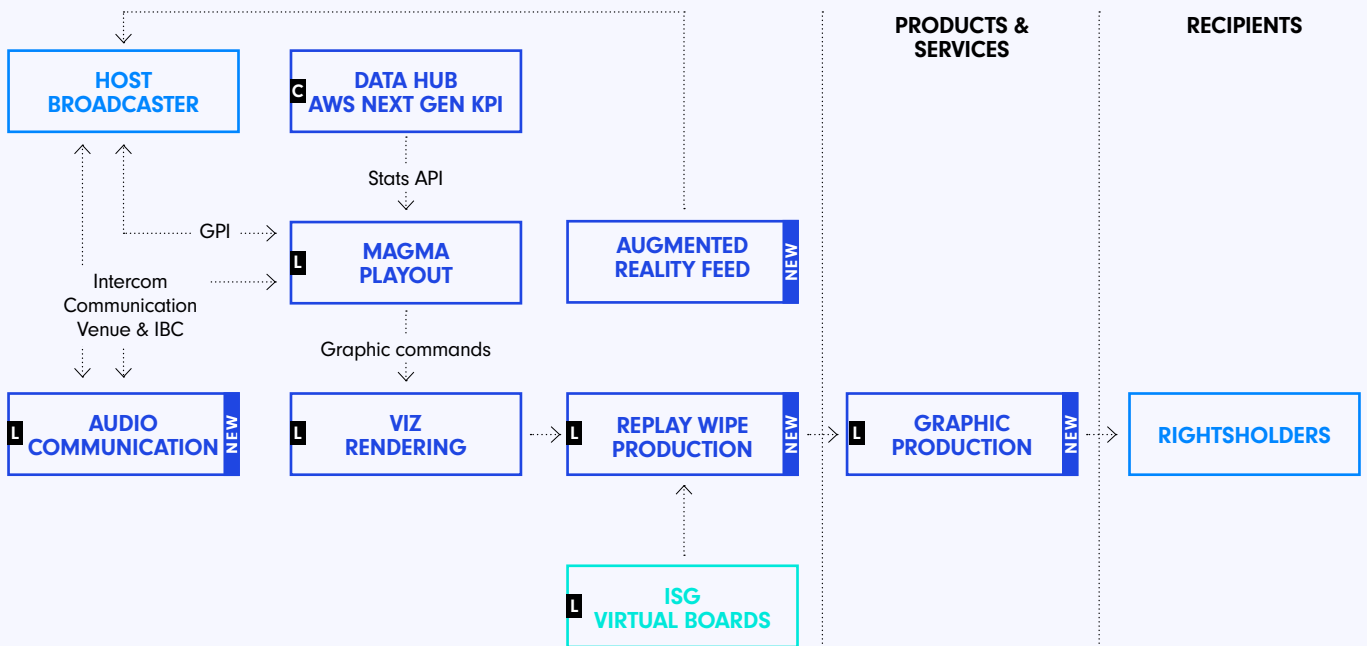 PRODUCTS &
SERVICES
RECIPIENTS
HOST
BROADCASTER
C
DATA HUB
AWS NEXT GEN KPI
Stats API
GPI
L
MAGMA
PLAYOUT
AUGMENTED
REALITY FEED
NEW
Intercom
Communication
Venue & IBC
Graphic commands
L
AUDIO
COMMUNICATION
NEW
L
VIZ
RENDERING
L
REPLAY WIPE
PRODUCTION
NEW
L
GRAPHIC
PRODUCTION
NEW
RIGHTSHOLDERS
L
ISG
VIRTUAL BOARDS